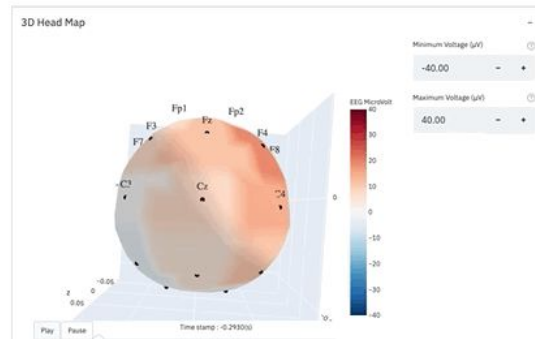 3D Head Map
–
Minimum Voltage (μV)
-40.00 - +
Maximum Voltage (μV)
40.00 - +
EEG MicroVolt
40
30
20
10
0
-10
-20
-30
-40
Fp1 Fp2
F3 Fz F4
F7 F8
Cz C4
0
-0.05
z 0
0.05
Time stamp : -0.2930(s)
Play Pause